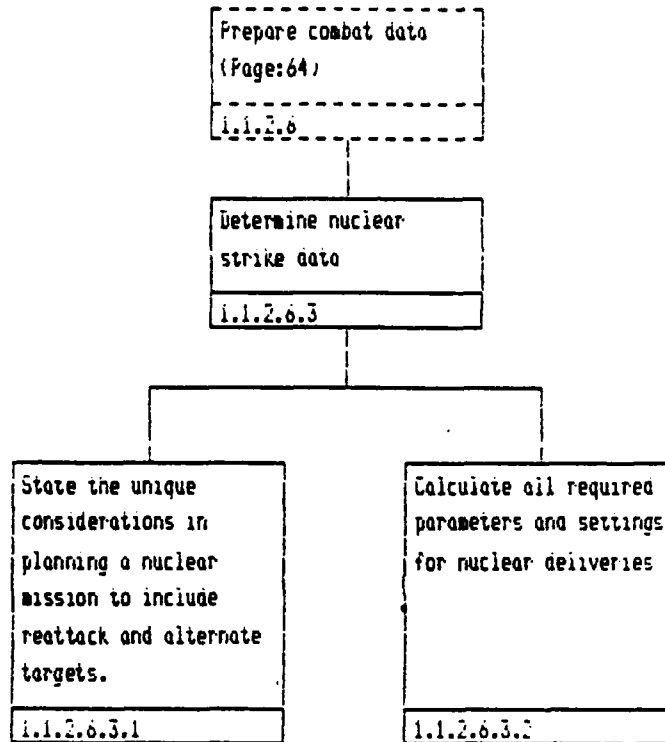 Prepare combat data
(Page:64)
1.1.2.6
Determine nuclear
strike data
1.1.2.6.3
State the unique
considerations in
planning a nuclear
mission to include
reattack and alternate
targets.
1.1.2.6.3.1
Calculate all required
parameters and settings
for nuclear deliveries
1.1.2.6.3.2